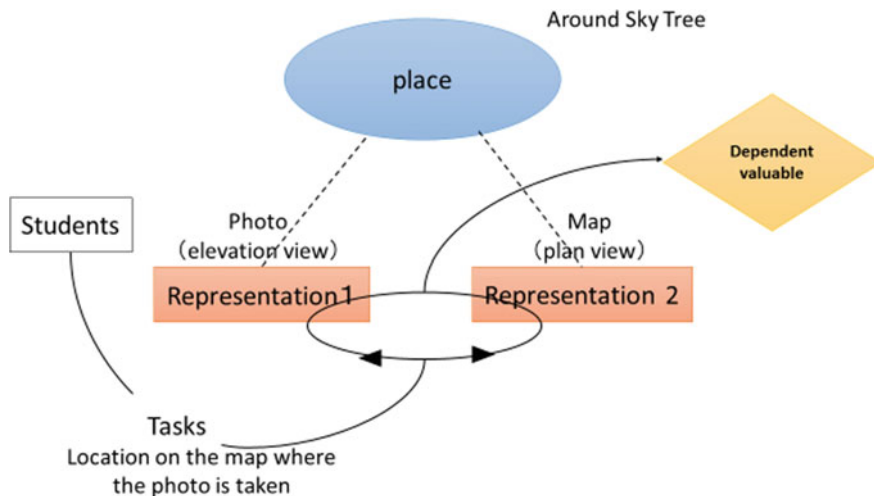 Around Sky Tree
place
Dependent
valuable
Students
Photo
(elevation view)
Map
(plan view)
Representation 1
Representation 2
Tasks
Location on the map where
the photo is taken